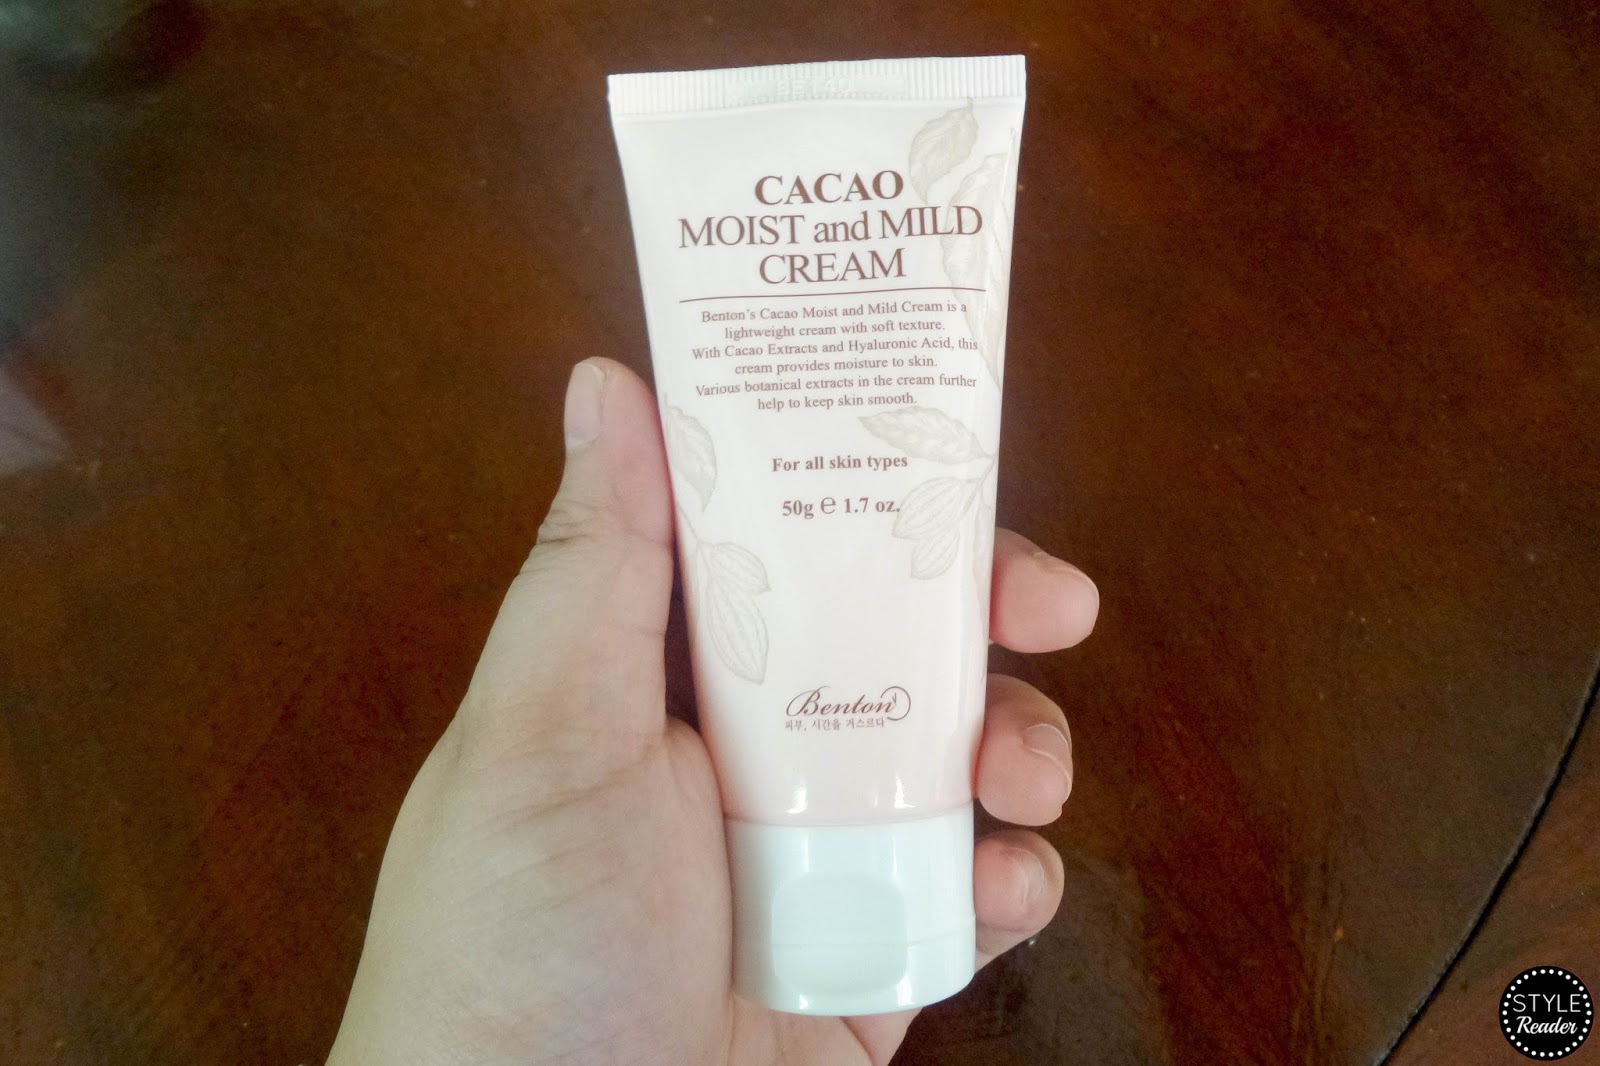 CACAO
MOIST and MILD
CREAM
Benton's Cacao Moist and Mild Cream is a
lightweight cream with soft texture.
With Cacao Extracts and Hyaluronic Acid, this
cream provides moisture to skin.
Various botanical extracts in the cream further
help to keep skin smooth.
For all skin types
50g ℮ 1.7 oz.
Benton
피부, 시간을 거스르다
STYLE
Reader